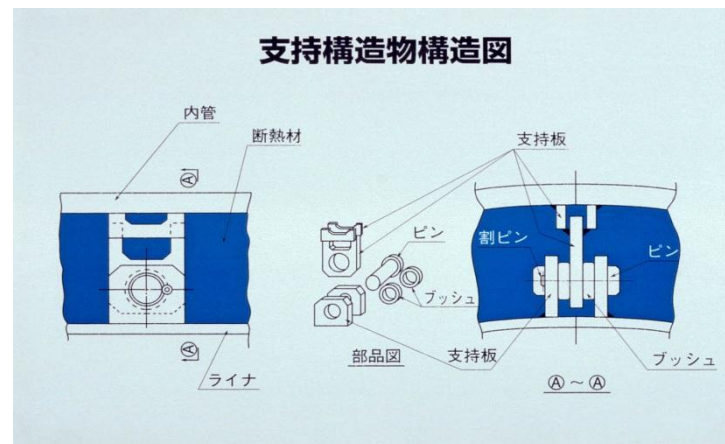 支持構造物構造図
内管
断熱材
Ⓐ
Ⓐ
ライナ
支持板
ピン
ブッシュ
部品図
支持板
割ピン
ピン
ブッシュ
Ⓐ～Ⓐ